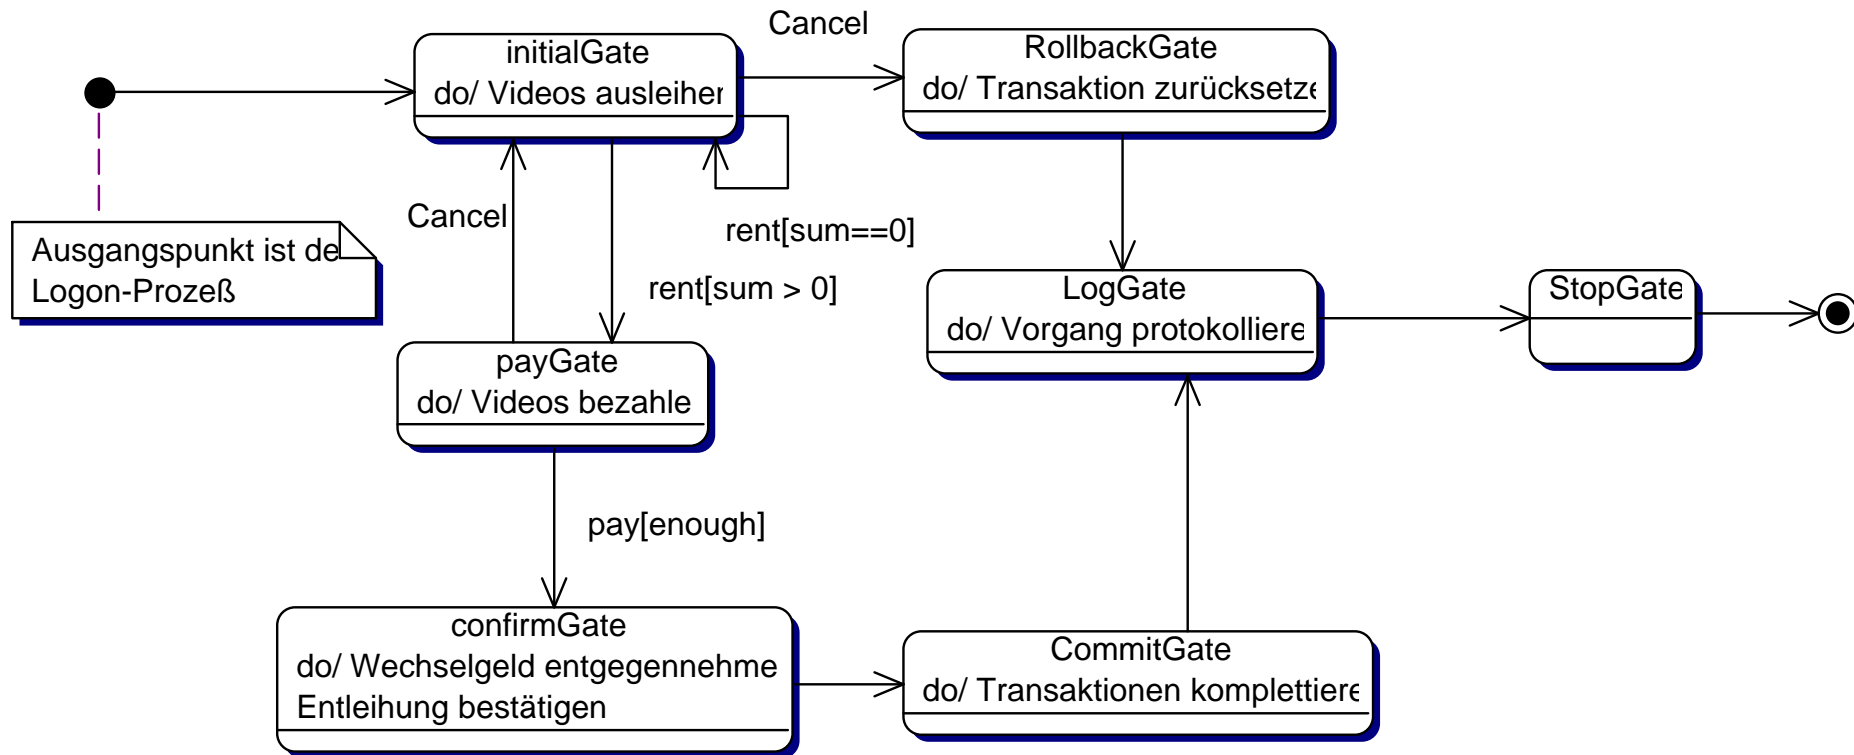 Cancel
initialGate
do/ Videos ausleiher
RollbackGate
do/ Transaktion zurücksetze
Ausgangspunkt ist de
Logon-Prozeß
Cancel
rent[sum==0]
rent[sum > 0]
LogGate
do/ Vorgang protokolliere
StopGate
payGate
do/ Videos bezahle
pay[enough]
confirmGate
do/ Wechselgeld entgegennehme
Entleihung bestätigen
CommitGate
do/ Transaktionen komplettiere